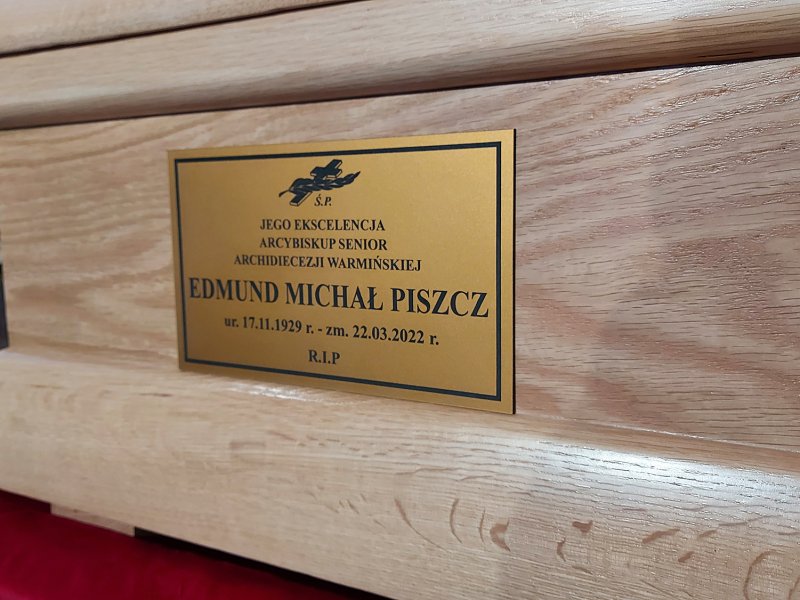 Ś.P.
JEGO EKSCELENCJA
ARCYBISKUP SENIOR
ARCHIDIECEZJI WARMIŃSKIEJ
EDMUND MICHAŁ PISZCZ
ur. 17.11.1929 r. - zm. 22.03.2022 r.
R.I.P